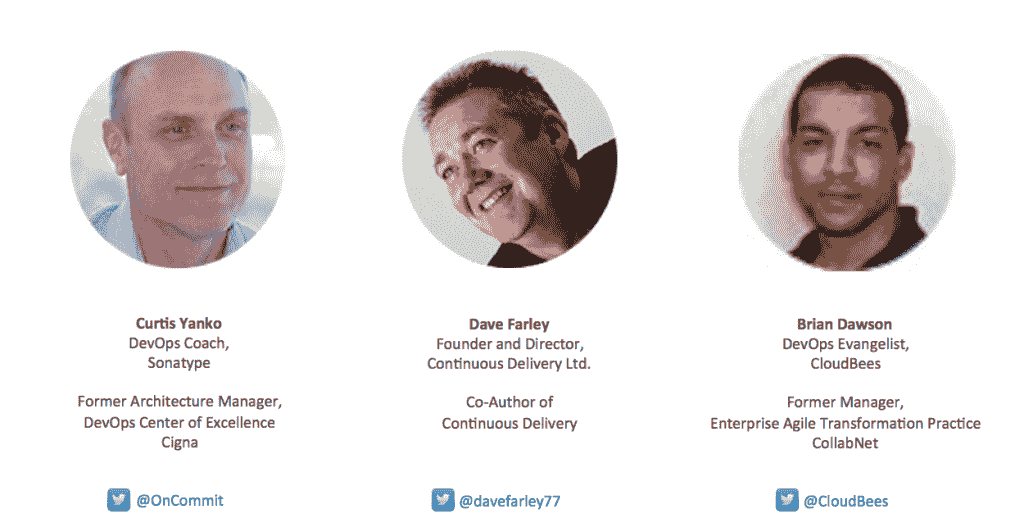 Curtis Yanko
DevOps Coach,
Sonatype
Former Architecture Manager,
DevOps Center of Excellence
Cigna
@OnCommit
Dave Farley
Founder and Director,
Continuous Delivery Ltd.
Co-Author of
Continuous Delivery
@davefarley77
Brian Dawson
DevOps Evangelist,
CloudBees
Former Manager,
Enterprise Agile Transformation Practice
CollabNet
@CloudBees